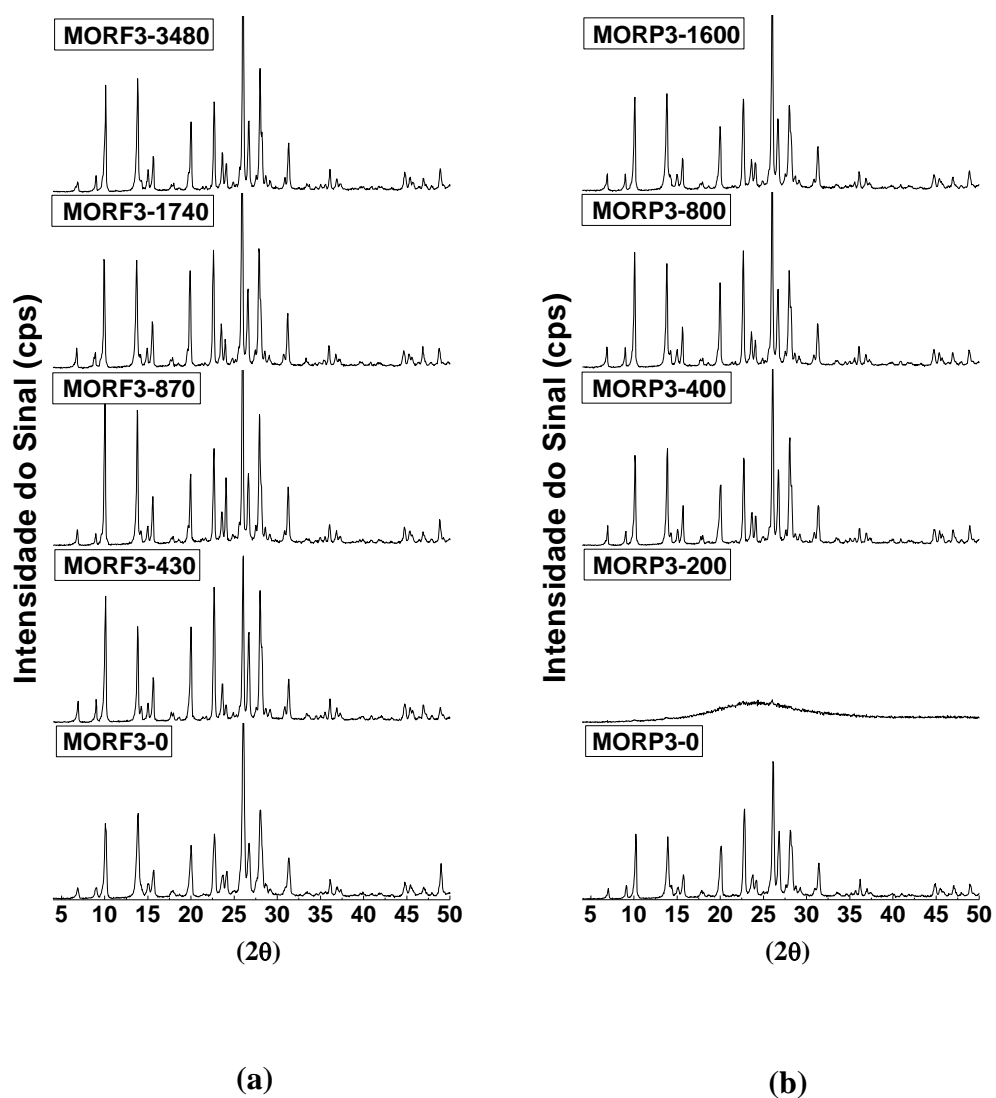 MORF3-3480
MORF3-1740
MORF3-870
MORF3-430
MORF3-0
Intensidade do Sinal (cps)
5 10 15 20 25 30 35 40 45 50
(2θ)
(a)
MORP3-1600
MORP3-800
MORP3-400
MORP3-200
MORP3-0
Intensidade do Sinal (cps)
5 10 15 20 25 30 35 40 45 50
(2θ)
(b)